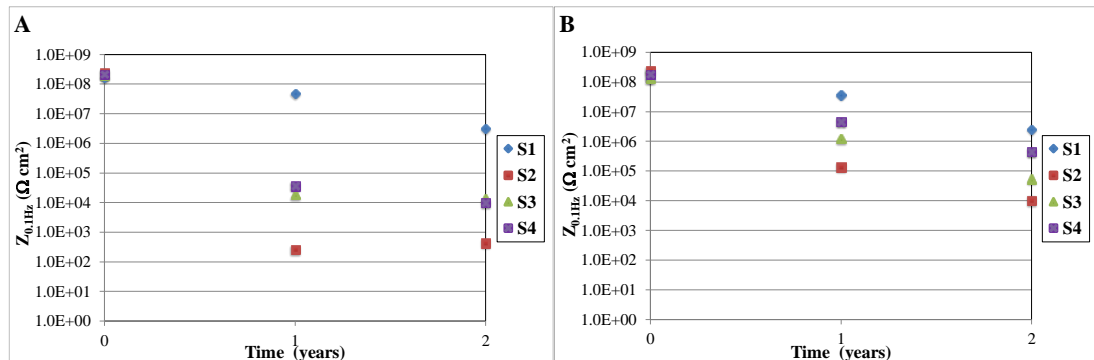 A
1.0E+09
1.0E+08
1.0E+07
1.0E+06
1.0E+05
1.0E+04
1.0E+03
1.0E+02
1.0E+01
1.0E+00
Z0.1Hz (Ω cm²)
0
1
2
Time (years)
S1
S2
S3
S4
B
1.0E+09
1.0E+08
1.0E+07
1.0E+06
1.0E+05
1.0E+04
1.0E+03
1.0E+02
1.0E+01
1.0E+00
Z0.1Hz (Ω cm²)
0
1
2
Time (years)
S1
S2
S3
S4